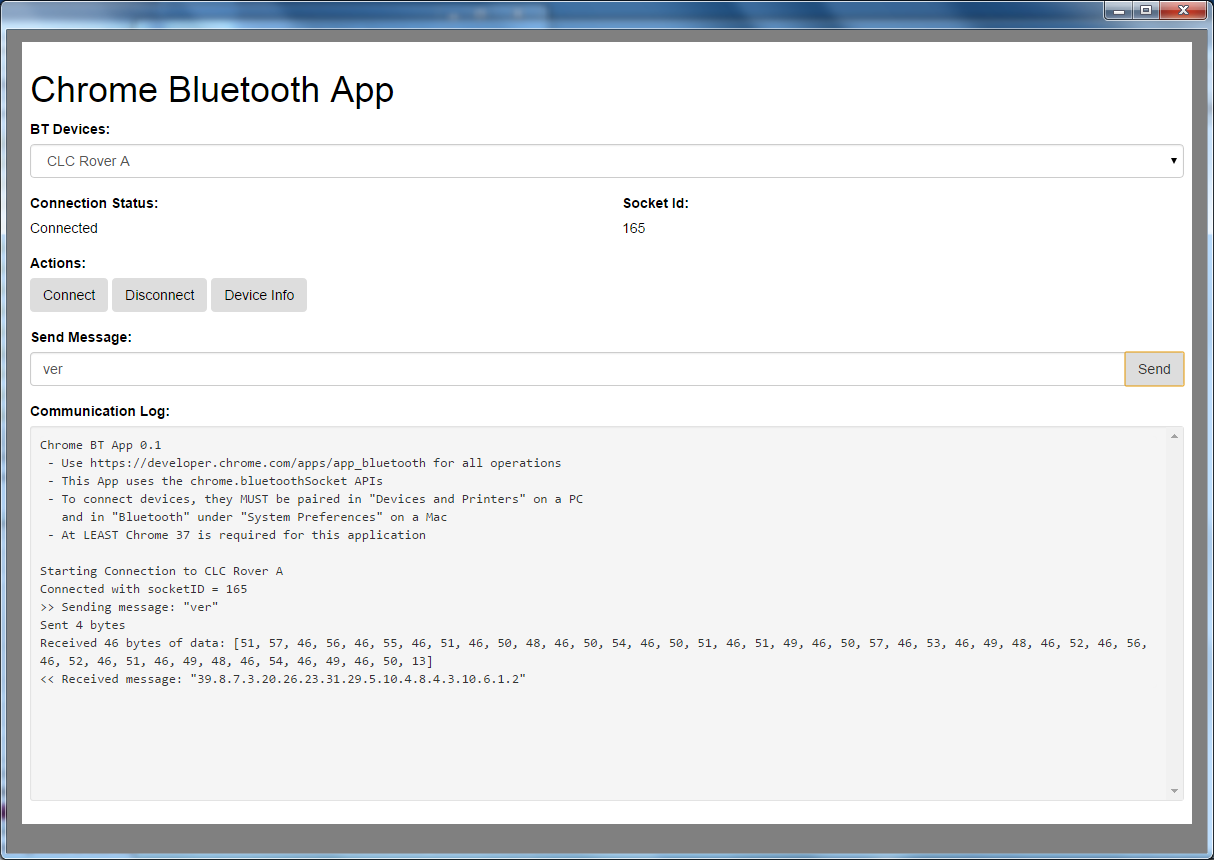 Chrome Bluetooth App
BT Devices:
CLC Rover A
Connection Status:
Socket Id:
Connected
165
Actions:
Connect
Disconnect
Device Info
Send Message:
ver
Send
Communication Log:
Chrome BT App 0.1
- Use https://developer.chrome.com/apps/app_bluetooth for all operations
- This App uses the chrome.bluetoothSocket APIs
- To connect devices, they MUST be paired in "Devices and Printers" on a PC
and in "Bluetooth" under "System Preferences" on a Mac
- At LEAST Chrome 37 is required for this application
Starting Connection to CLC Rover A
Connected with socketID = 165
>> Sending message: "ver"
Sent 4 bytes
Received 46 bytes of data: [51, 57, 46, 56, 46, 55, 46, 51, 46, 50, 48, 46, 50, 54, 46, 50, 51, 46, 51, 49, 46, 50, 57, 46, 53, 46, 49, 48, 46, 52, 46, 56,
46, 52, 46, 51, 46, 49, 48, 46, 54, 46, 49, 46, 50, 13]
<< Received message: "39.8.7.3.20.26.23.31.29.5.10.4.8.4.3.10.6.1.2"